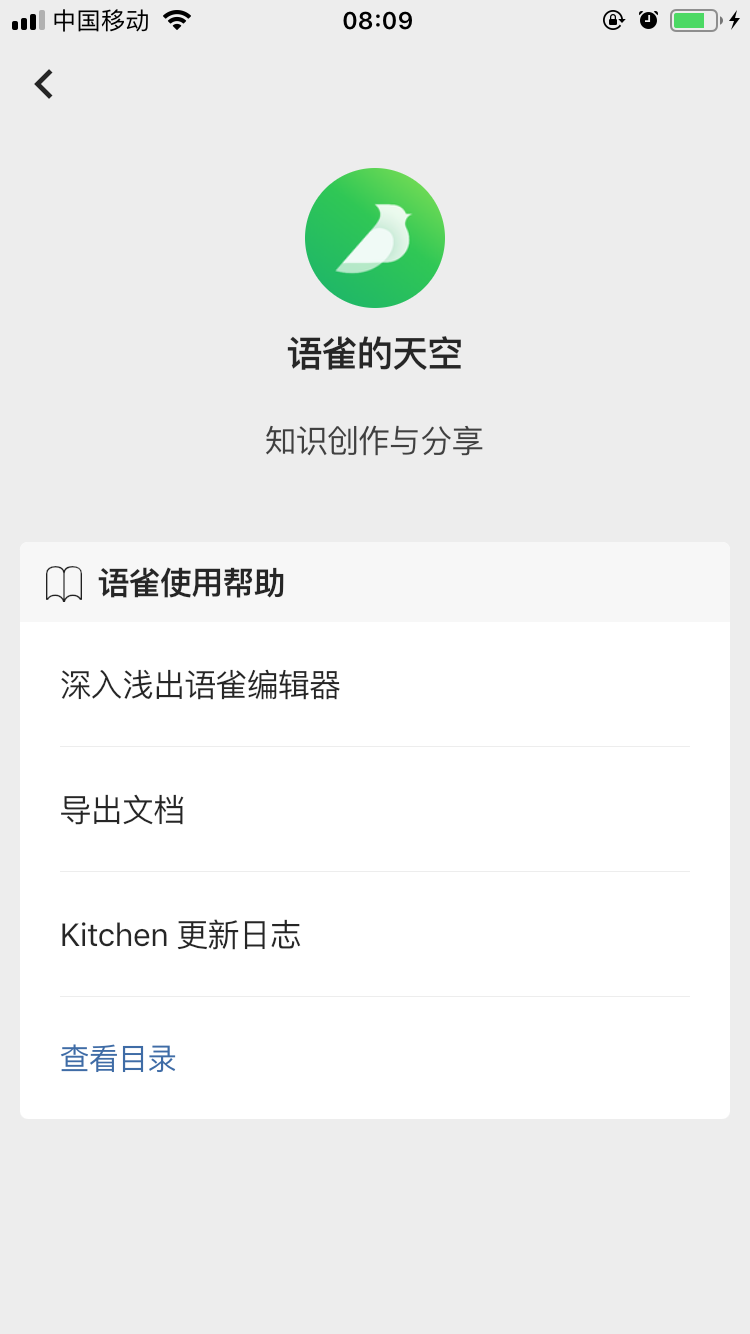 中国移动
08:09
语雀的天空
知识创作与分享
语雀使用帮助
深入浅出语雀编辑器
导出文档
Kitchen 更新日志
查看目录